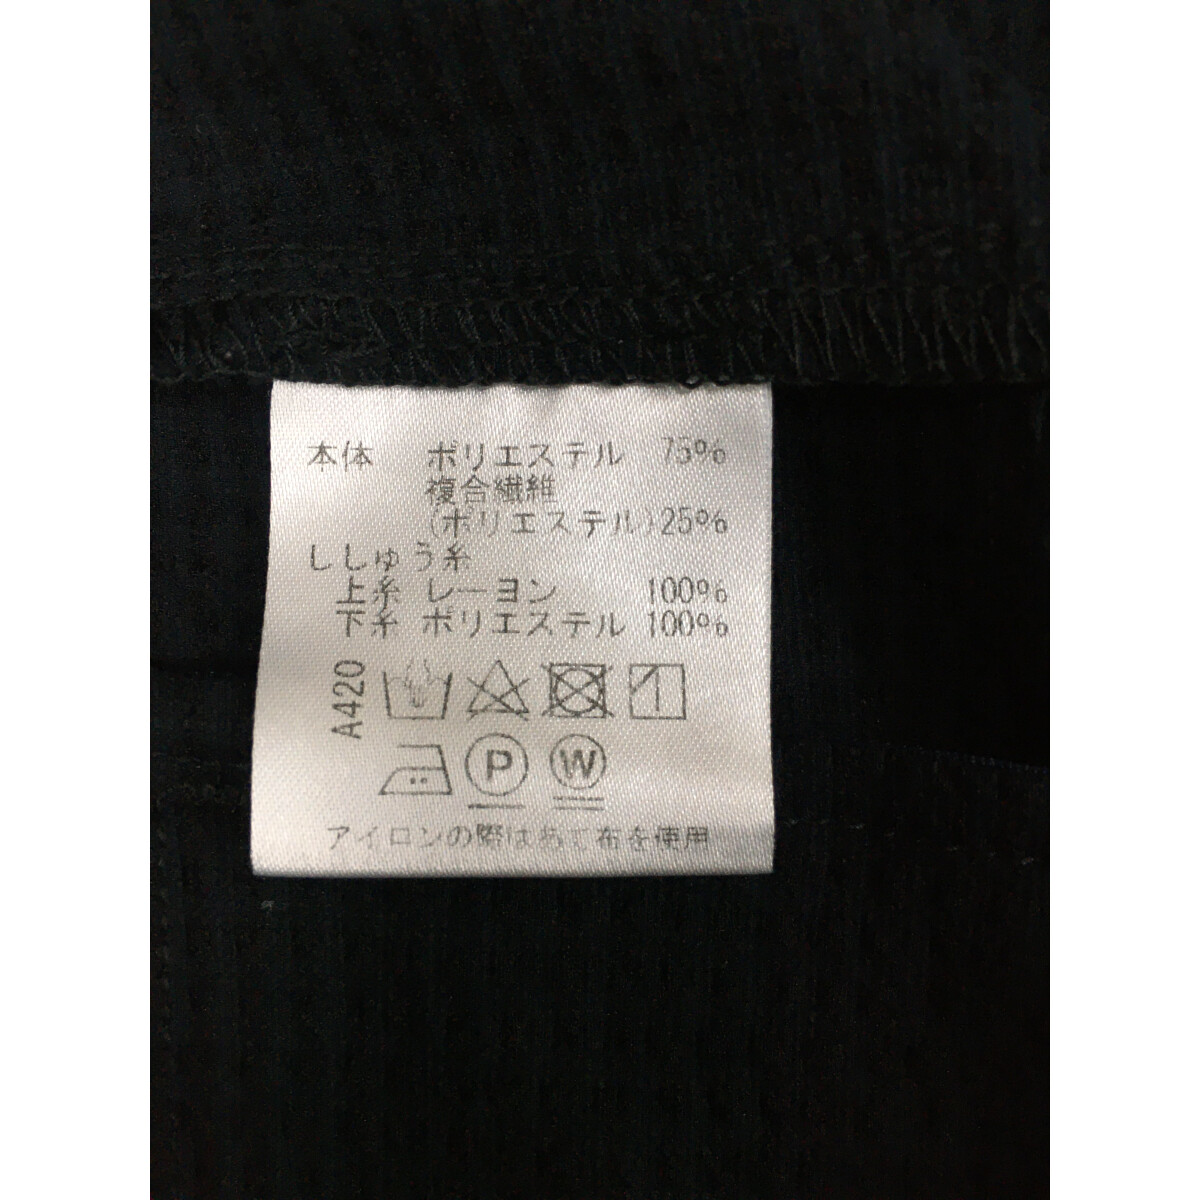 本体 ポリエステル 75%
複合繊維
(ポリエステル)25%
ししゅう糸
上糸 レーヨン 100%
下糸 ポリエステル 100%
A420
P W
アイロンの際はあて布を使用